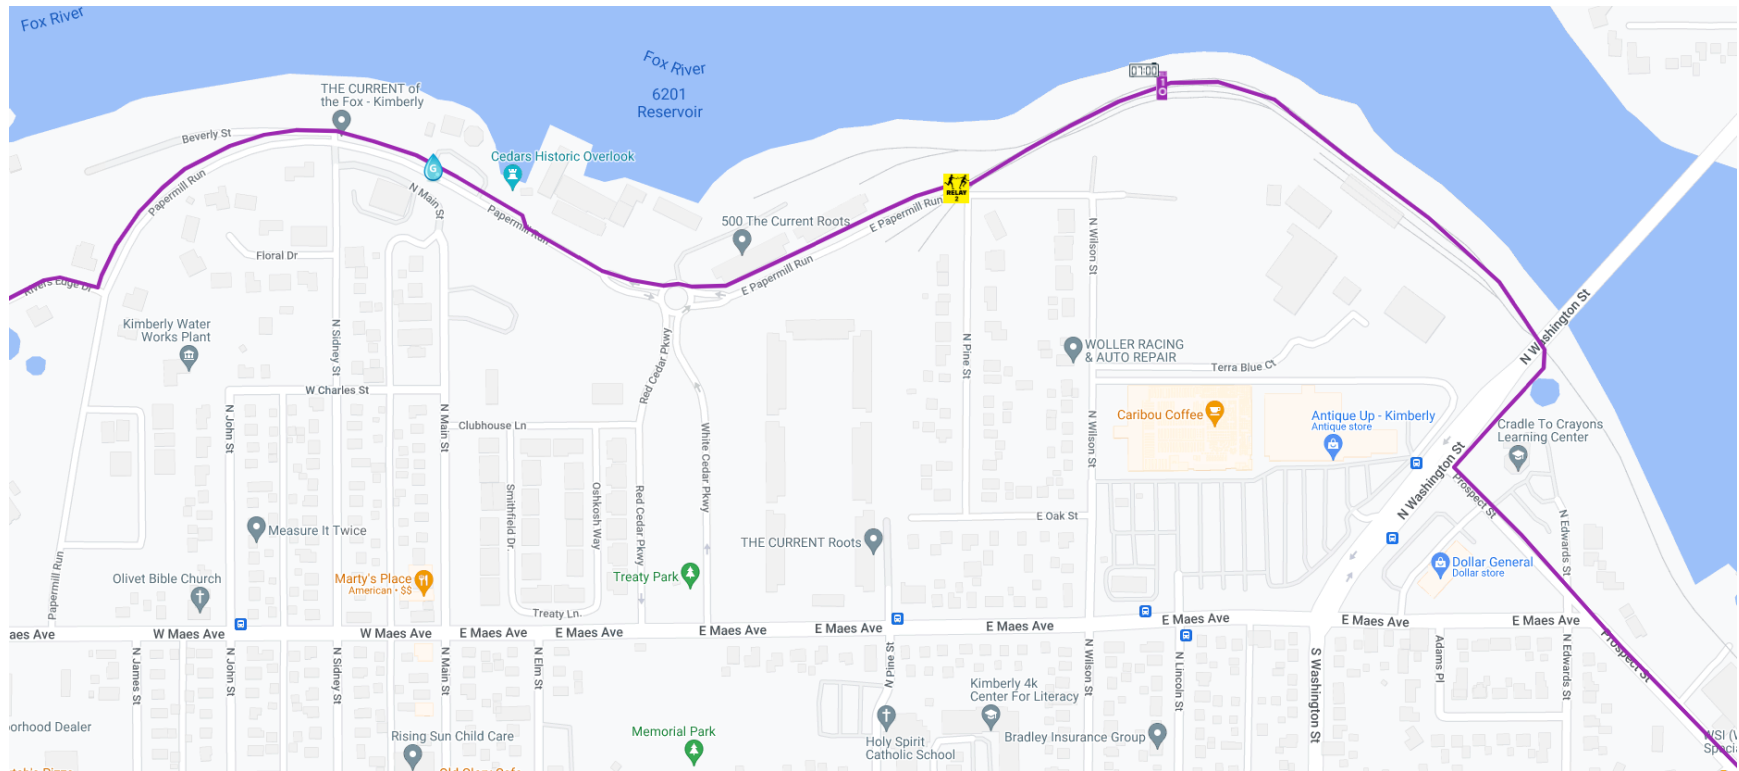 Fox River
Fox River
6201
Reservoir
THE CURRENT of
the Fox - Kimberly
Beverly St
Papermill Run
G
N Main St
Cedars Historic Overlook
Papermill Run
500 The Current Roots
E Papermill Run
E Papermill Run
RELAY
2
07:00
10
N Wilson St
N Washington St
Floral Dr
Rivers Edge Dr
Kimberly Water
Works Plant
N Sidney St
Red Cedar Pkwy
N Pine St
WOLLER RACING
& AUTO REPAIR
Terra Blue Ct
W Charles St
N John St
N Main St
Clubhouse Ln
White Cedar Pkwy
N Wilson St
Caribou Coffee
Antique Up - Kimberly
Antique store
Cradle To Crayons
Learning Center
N Washington St
Prospect St
Smithfield Dr.
Oshkosh Way
Red Cedar Pkwy
E Oak St
N Edwards St
Measure It Twice
THE CURRENT Roots
Papermill Run
Olivet Bible Church
Marty's Place
American • $$
Treaty Park
Dollar General
Dollar store
Treaty Ln.
aes Ave
W Maes Ave
W Maes Ave
E Maes Ave
E Maes Ave
E Maes Ave
E Maes Ave
E Maes Ave
E Maes Ave
E Maes Ave
E Maes Ave
N James St
N John St
N Sidney St
N Main St
N Elm St
N Pine St
N Wilson St
N Lincoln St
S Washington St
Adams Pl
N Edwards St
Prospect St
Kimberly 4k
Center For Literacy
orhood Dealer
Rising Sun Child Care
Memorial Park
Holy Spirit
Catholic School
Bradley Insurance Group
WSI (W
Specia